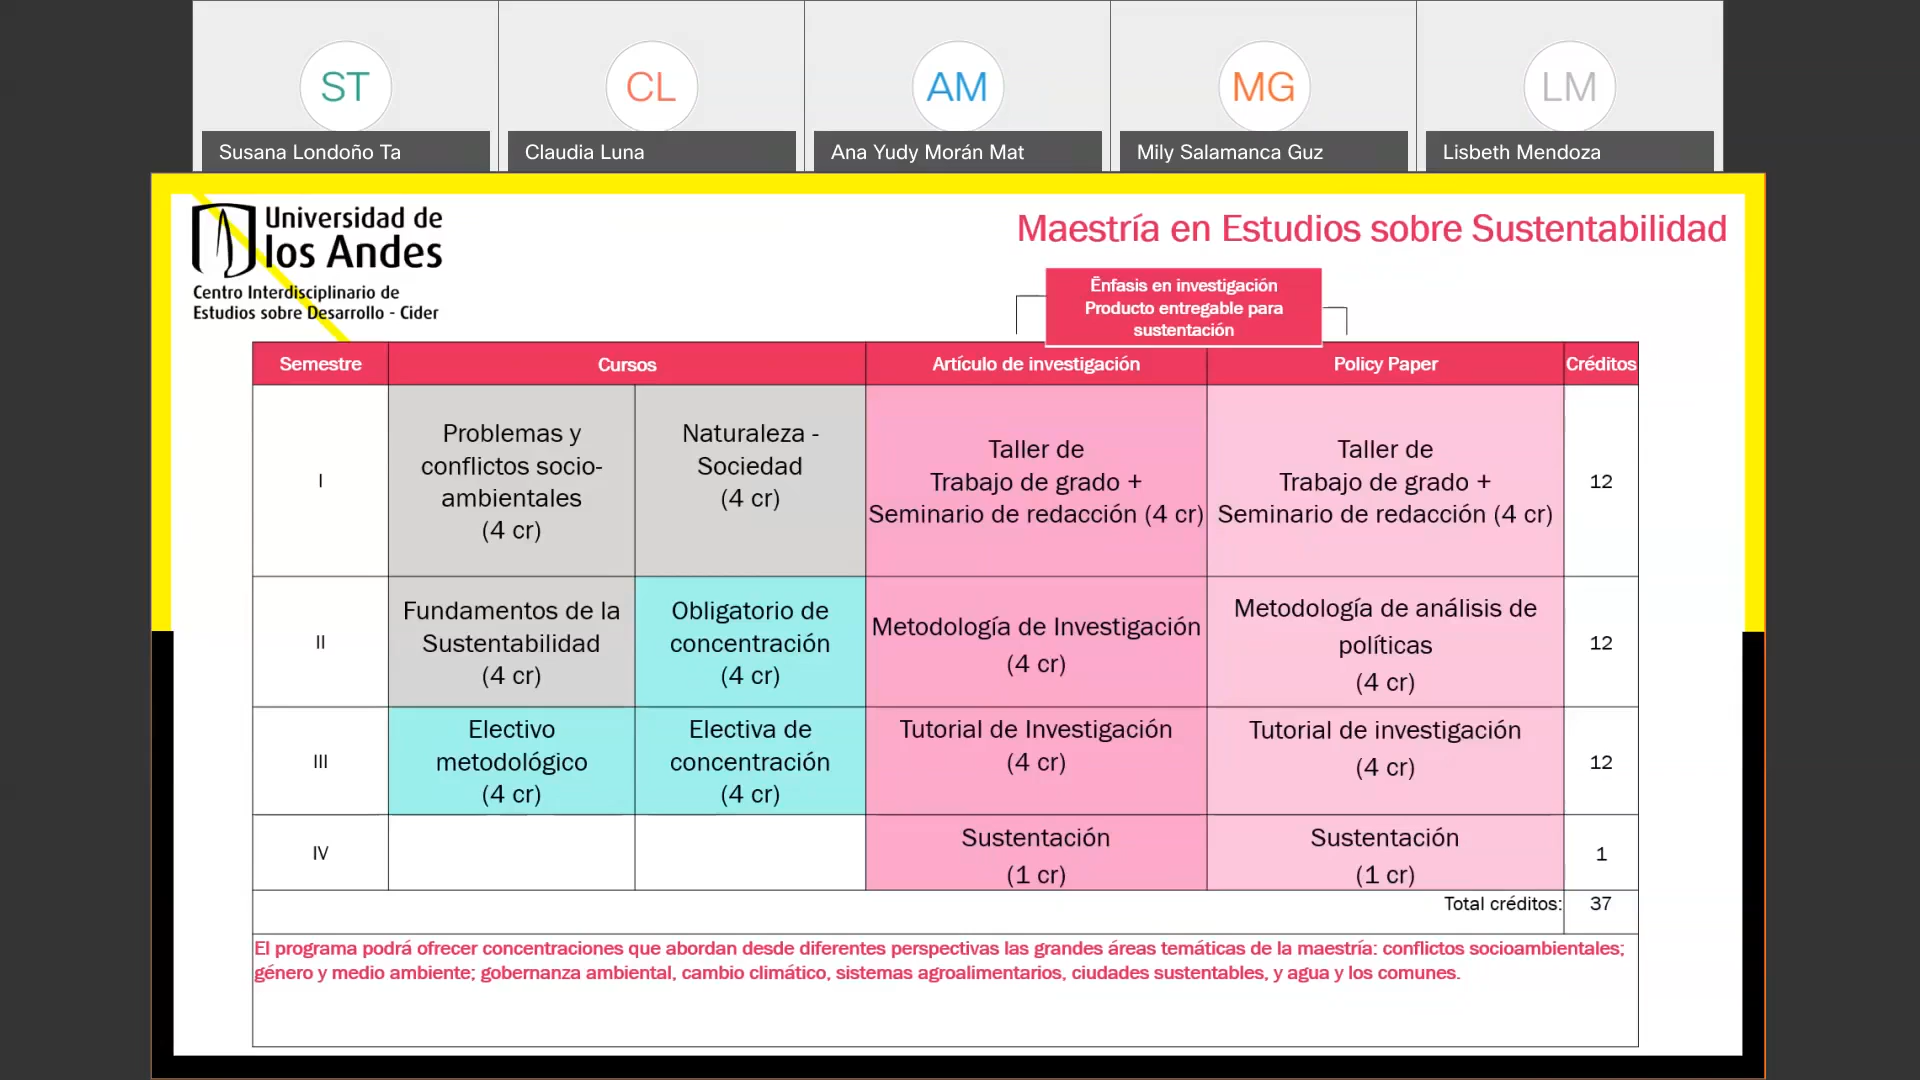 ST
CL
AM
MG
LM
Susana Londoño Ta
Claudia Luna
Ana Yudy Morán Mat
Mily Salamanca Guz
Lisbeth Mendoza
Universidad de
los Andes
Centro Interdisciplinario de
Estudios sobre Desarrollo - Cider
Maestría en Estudios sobre Sustentabilidad
Ēnfasis en investigación
Producto entregable para
sustentación
Semestre
Cursos
Artículo de investigación
Policy Paper
Créditos
I
Problemas y
conflictos socio-
ambientales
(4 cr)
Naturaleza -
Sociedad
(4 cr)
Taller de
Trabajo de grado +
Seminario de redacción (4 cr)
Taller de
Trabajo de grado +
Seminario de redacción (4 cr)
12
II
Fundamentos de la
Sustentabilidad
(4 cr)
Obligatorio de
concentración
(4 cr)
Metodología de Investigación
(4 cr)
Metodología de análisis de
políticas
(4 cr)
12
III
Electivo
metodológico
(4 cr)
Electiva de
concentración
(4 cr)
Tutorial de Investigación
(4 cr)
Tutorial de investigación
(4 cr)
12
IV
Sustentación
(1 cr)
Sustentación
(1 cr)
1
Total créditos:
37
El programa podrá ofrecer concentraciones que abordan desde diferentes perspectivas las grandes áreas temáticas de la maestría: conflictos socioambientales;
género y medio ambiente; gobernanza ambiental, cambio climático, sistemas agroalimentarios, ciudades sustentables, y agua y los comunes.